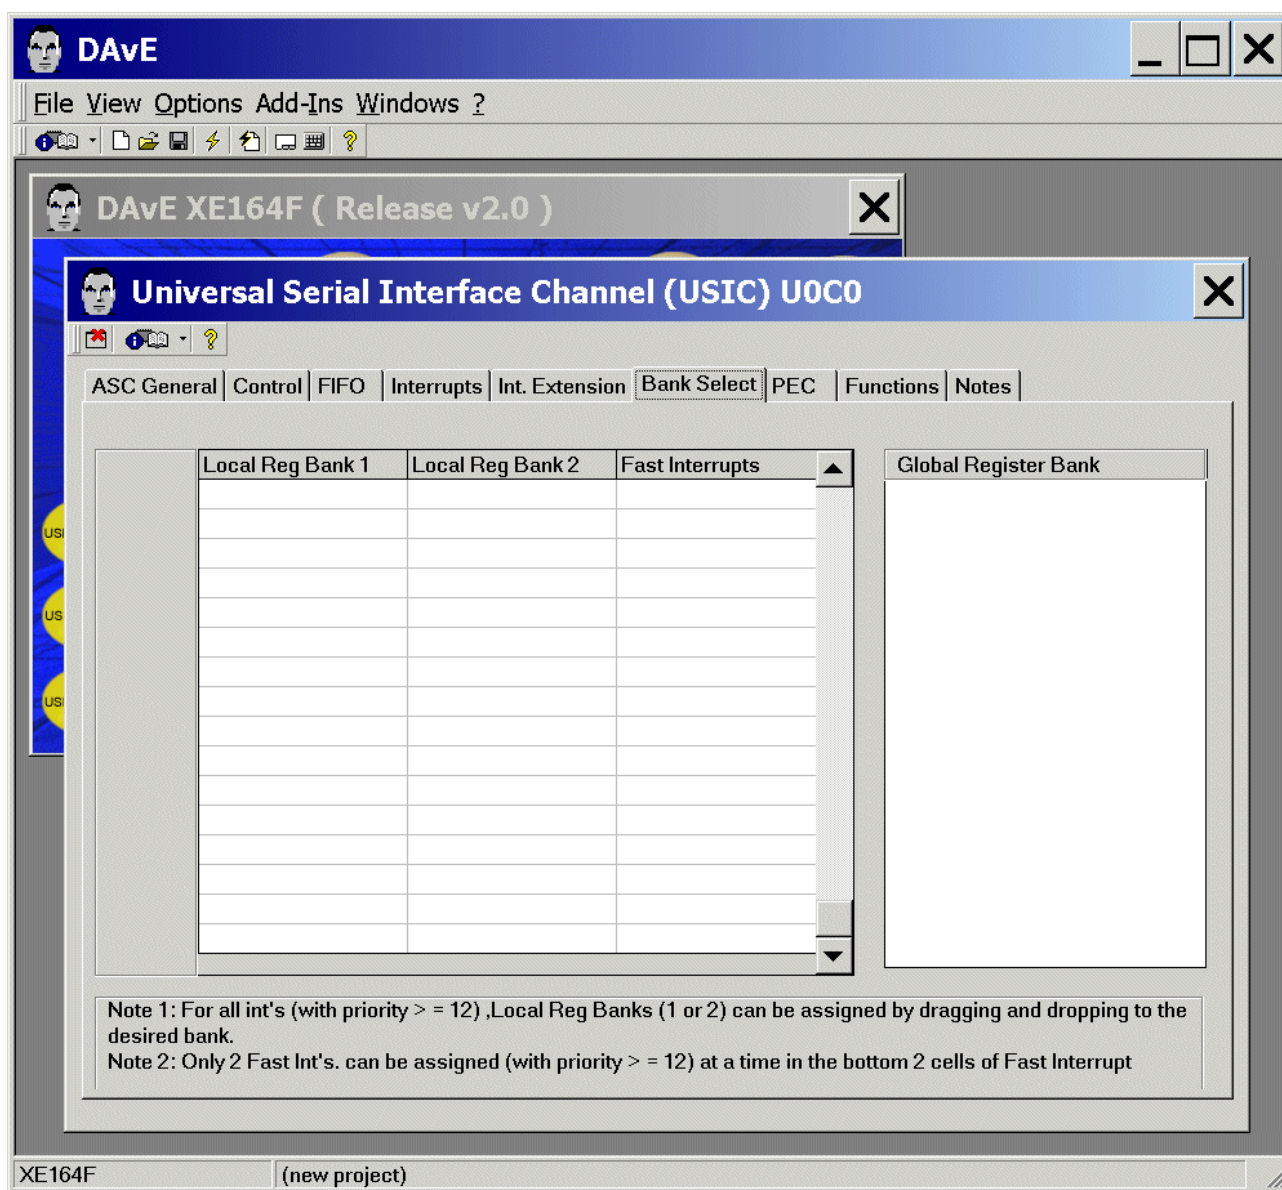 DAvE
File View Options Add-Ins Windows ?
DAvE XE164F ( Release v2.0 )
Universal Serial Interface Channel (USIC) U0C0
ASC General Control FIFO Interrupts Int. Extension Bank Select PEC Functions Notes
Local Reg Bank 1 Local Reg Bank 2 Fast Interrupts Global Register Bank
Note 1: For all int's (with priority > = 12) ,Local Reg Banks (1 or 2) can be assigned by dragging and dropping to the
desired bank.
Note 2: Only 2 Fast Int's. can be assigned (with priority > = 12) at a time in the bottom 2 cells of Fast Interrupt
XE164F (new project)